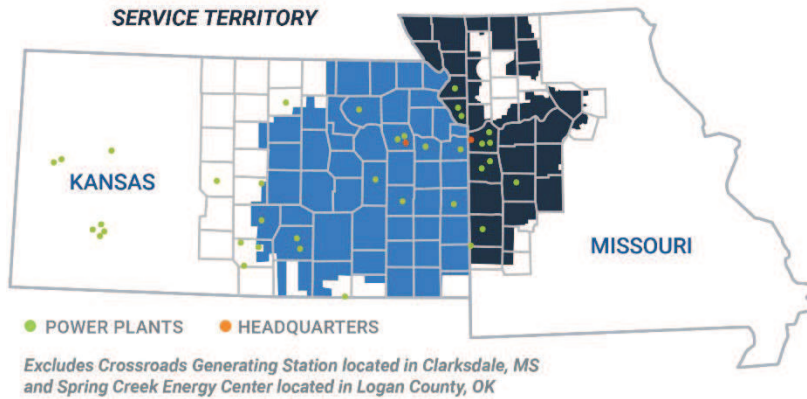 SERVICE TERRITORY
KANSAS
MISSOURI
POWER PLANTS
HEADQUARTERS
Excludes Crossroads Generating Station located in Clarksdale, MS
and Spring Creek Energy Center located in Logan County, OK